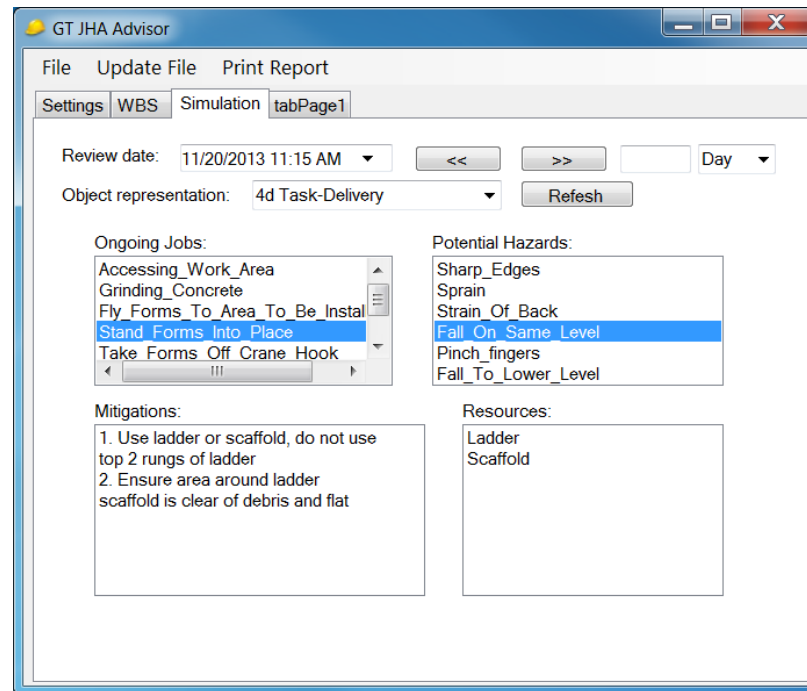 GT JHA Advisor
File Update File Print Report
Settings WBS Simulation tabPage1
Review date: 11/20/2013 11:15 AM << >> Day
Object representation: 4d Task-Delivery Refesh
Ongoing Jobs:
Accessing_Work_Area
Grinding_Concrete
Fly_Forms_To_Area_To_Be_Instal
Stand_Forms_Into_Place
Take_Forms_Off_Crane_Hook
Potential Hazards:
Sharp_Edges
Sprain
Strain_Of_Back
Fall_On_Same_Level
Pinch_fingers
Fall_To_Lower_Level
Mitigations:
1. Use ladder or scaffold, do not use
top 2 rungs of ladder
2. Ensure area around ladder
scaffold is clear of debris and flat
Resources:
Ladder
Scaffold